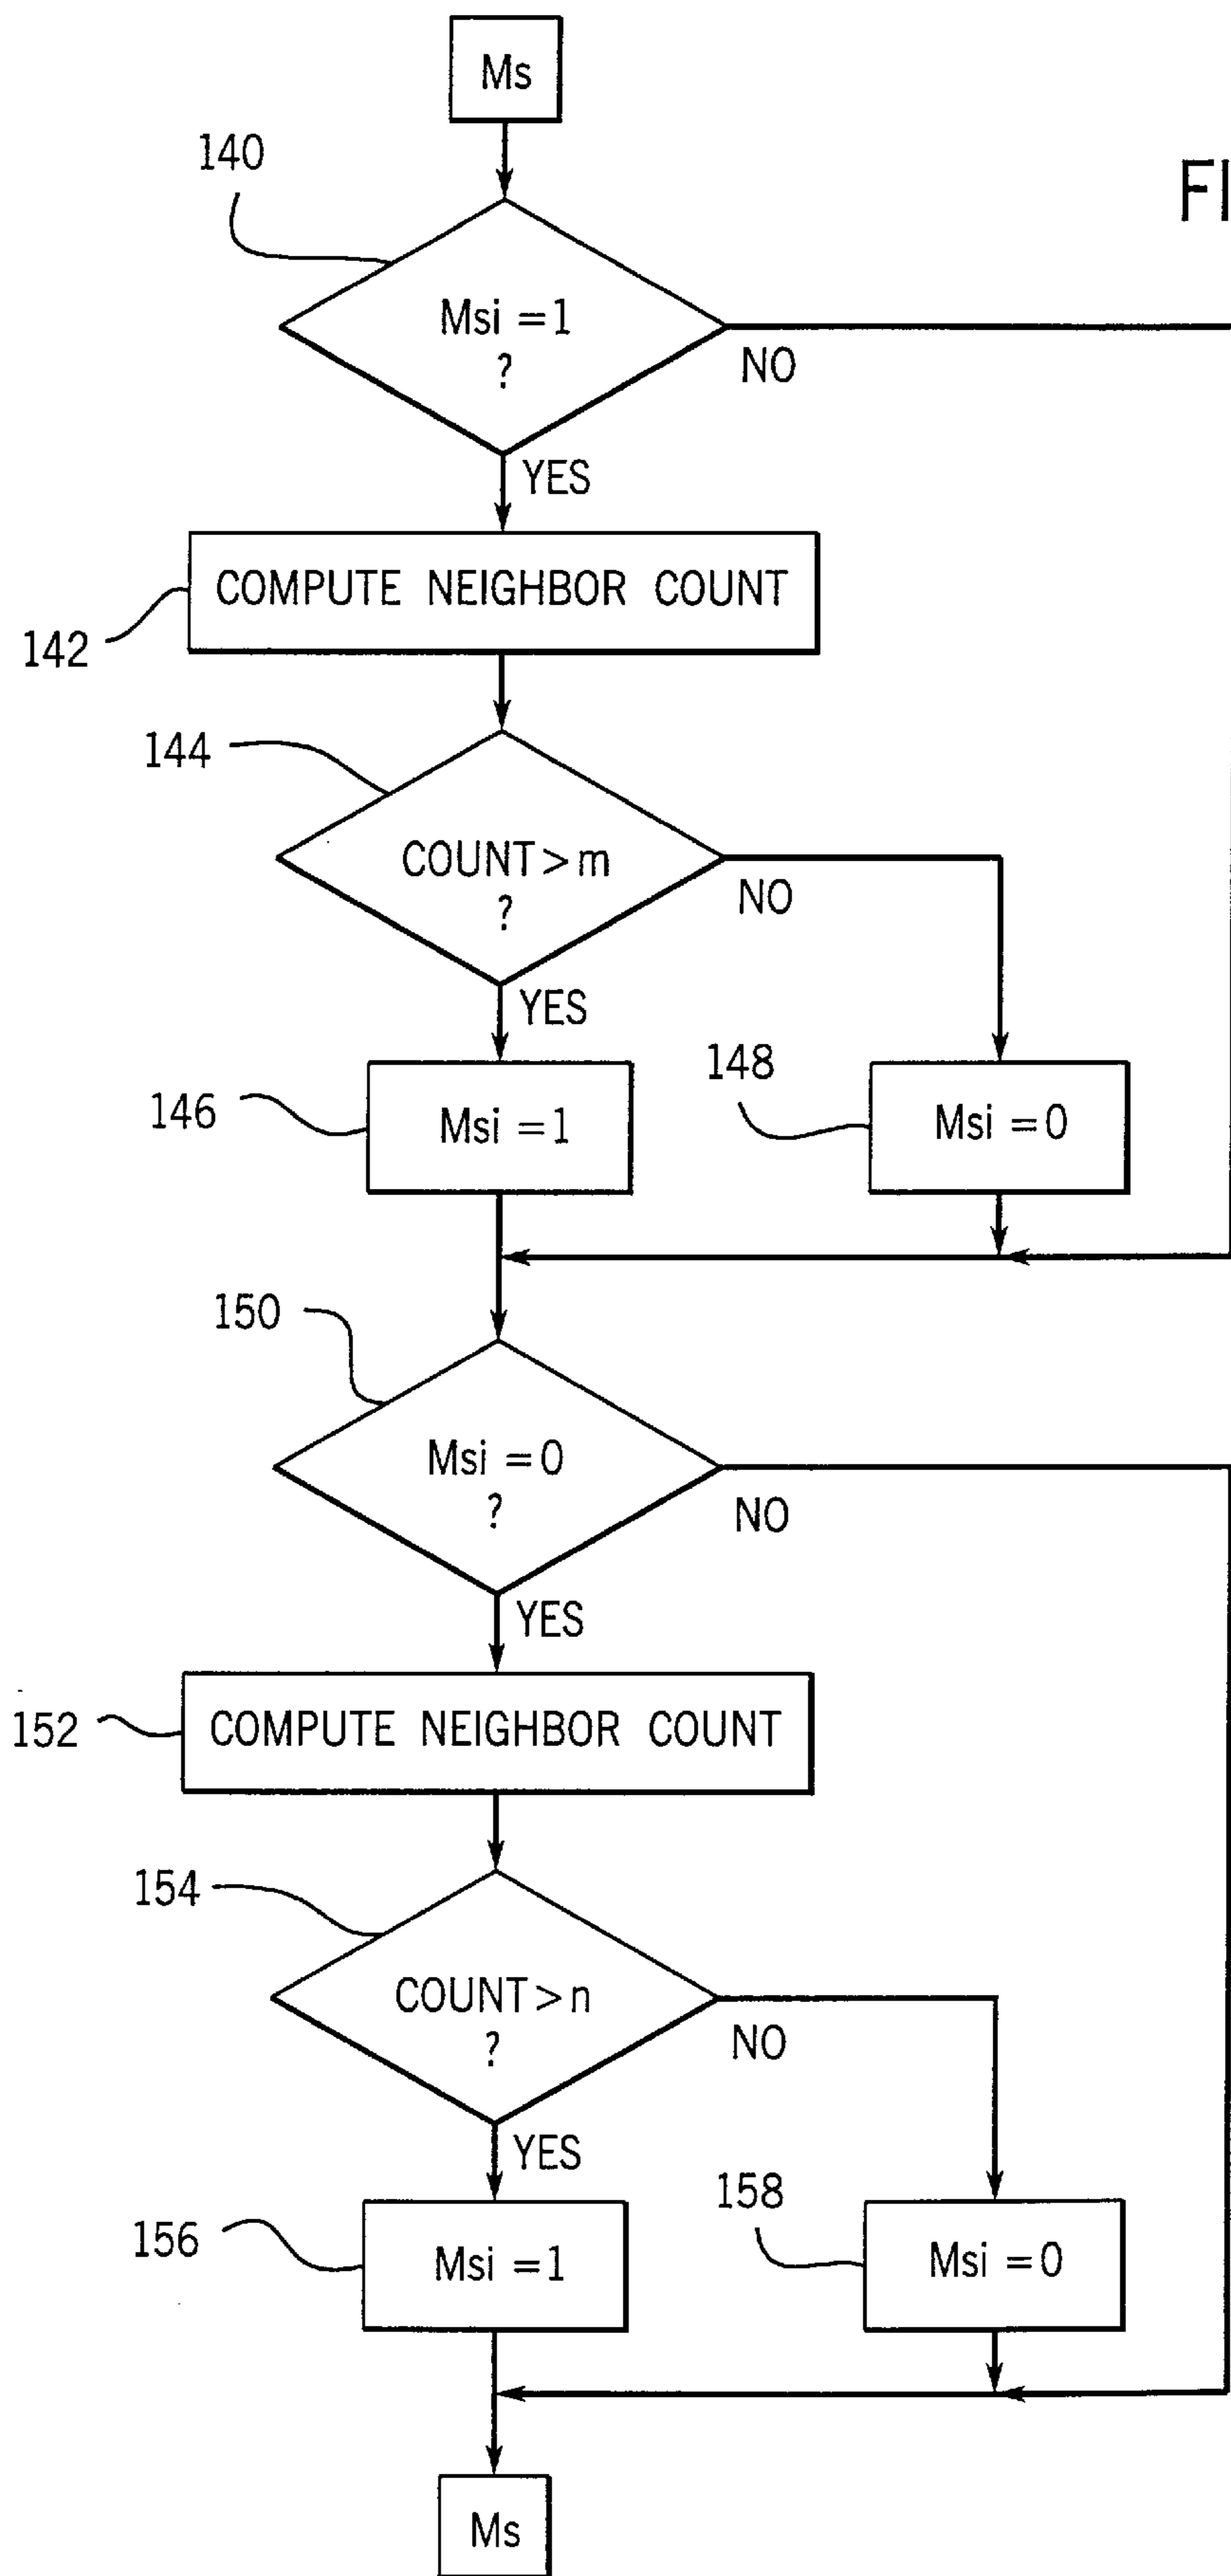 Ms
140
FI
Msi = 1
?
NO
YES
COMPUTE NEIGHBOR COUNT
142
144
COUNT > m
?
NO
YES
146
Msi = 1
148
Msi = 0
150
Msi = 0
?
NO
YES
152
COMPUTE NEIGHBOR COUNT
154
COUNT > n
?
NO
YES
156
Msi = 1
158
Msi = 0
Ms